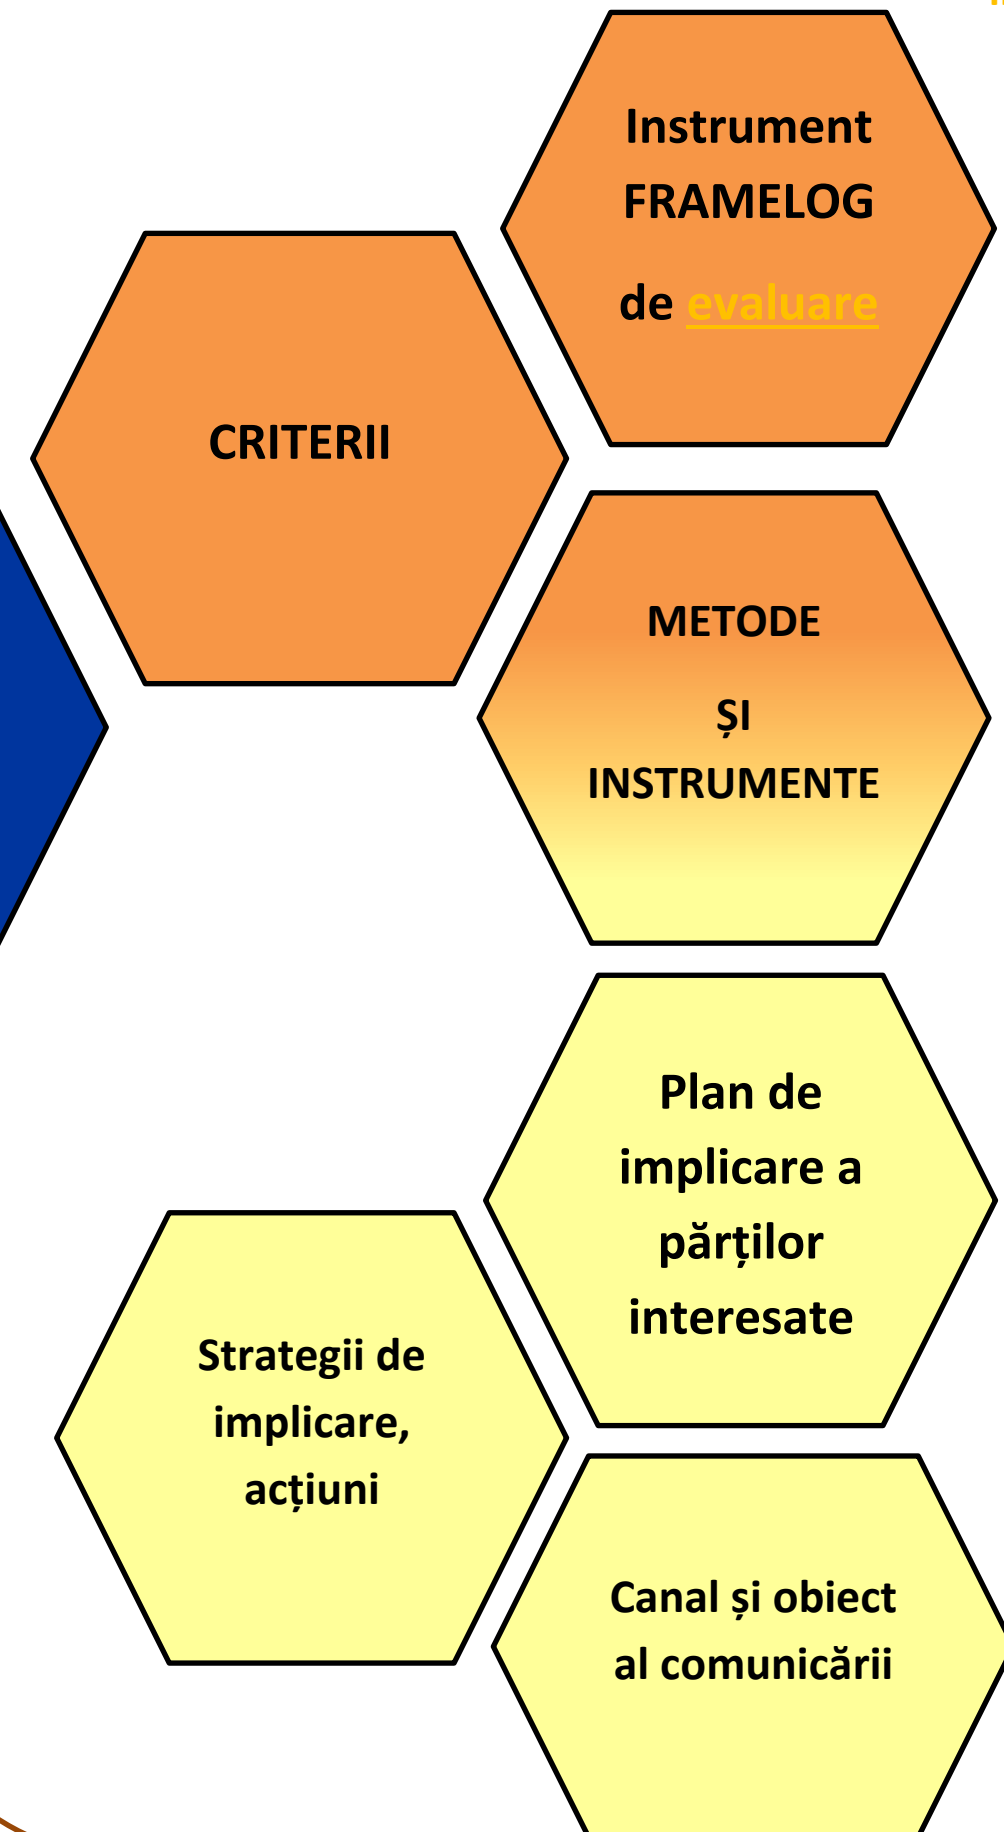 Instrument
FRAMELOG
de evaluare
CRITERII
METODE
ȘI
INSTRUMENTE
Plan de
implicare a
părților
interesate
Strategii de
implicare,
acțiuni
Canal și obiect
al comunicării